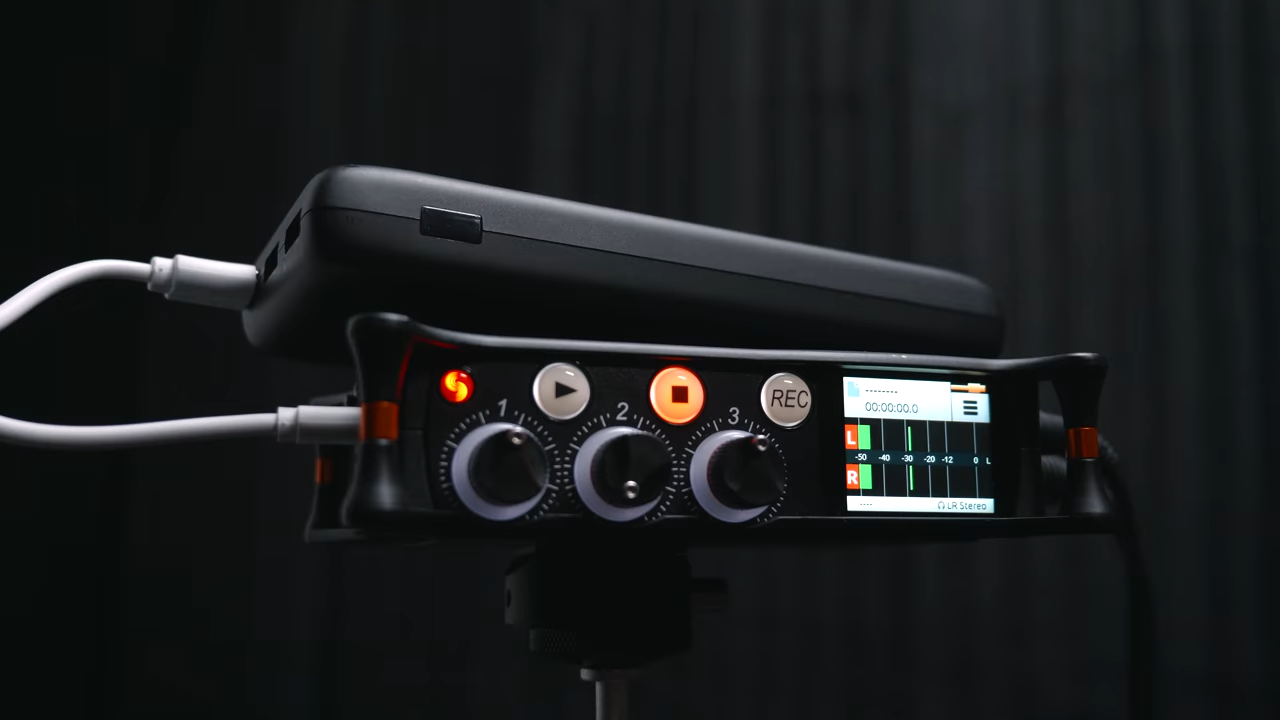 1
2
3
REC
--------
00:00:00.0
L
-50 -40 -30 -20 -12 0 L
R
----
LR Stereo